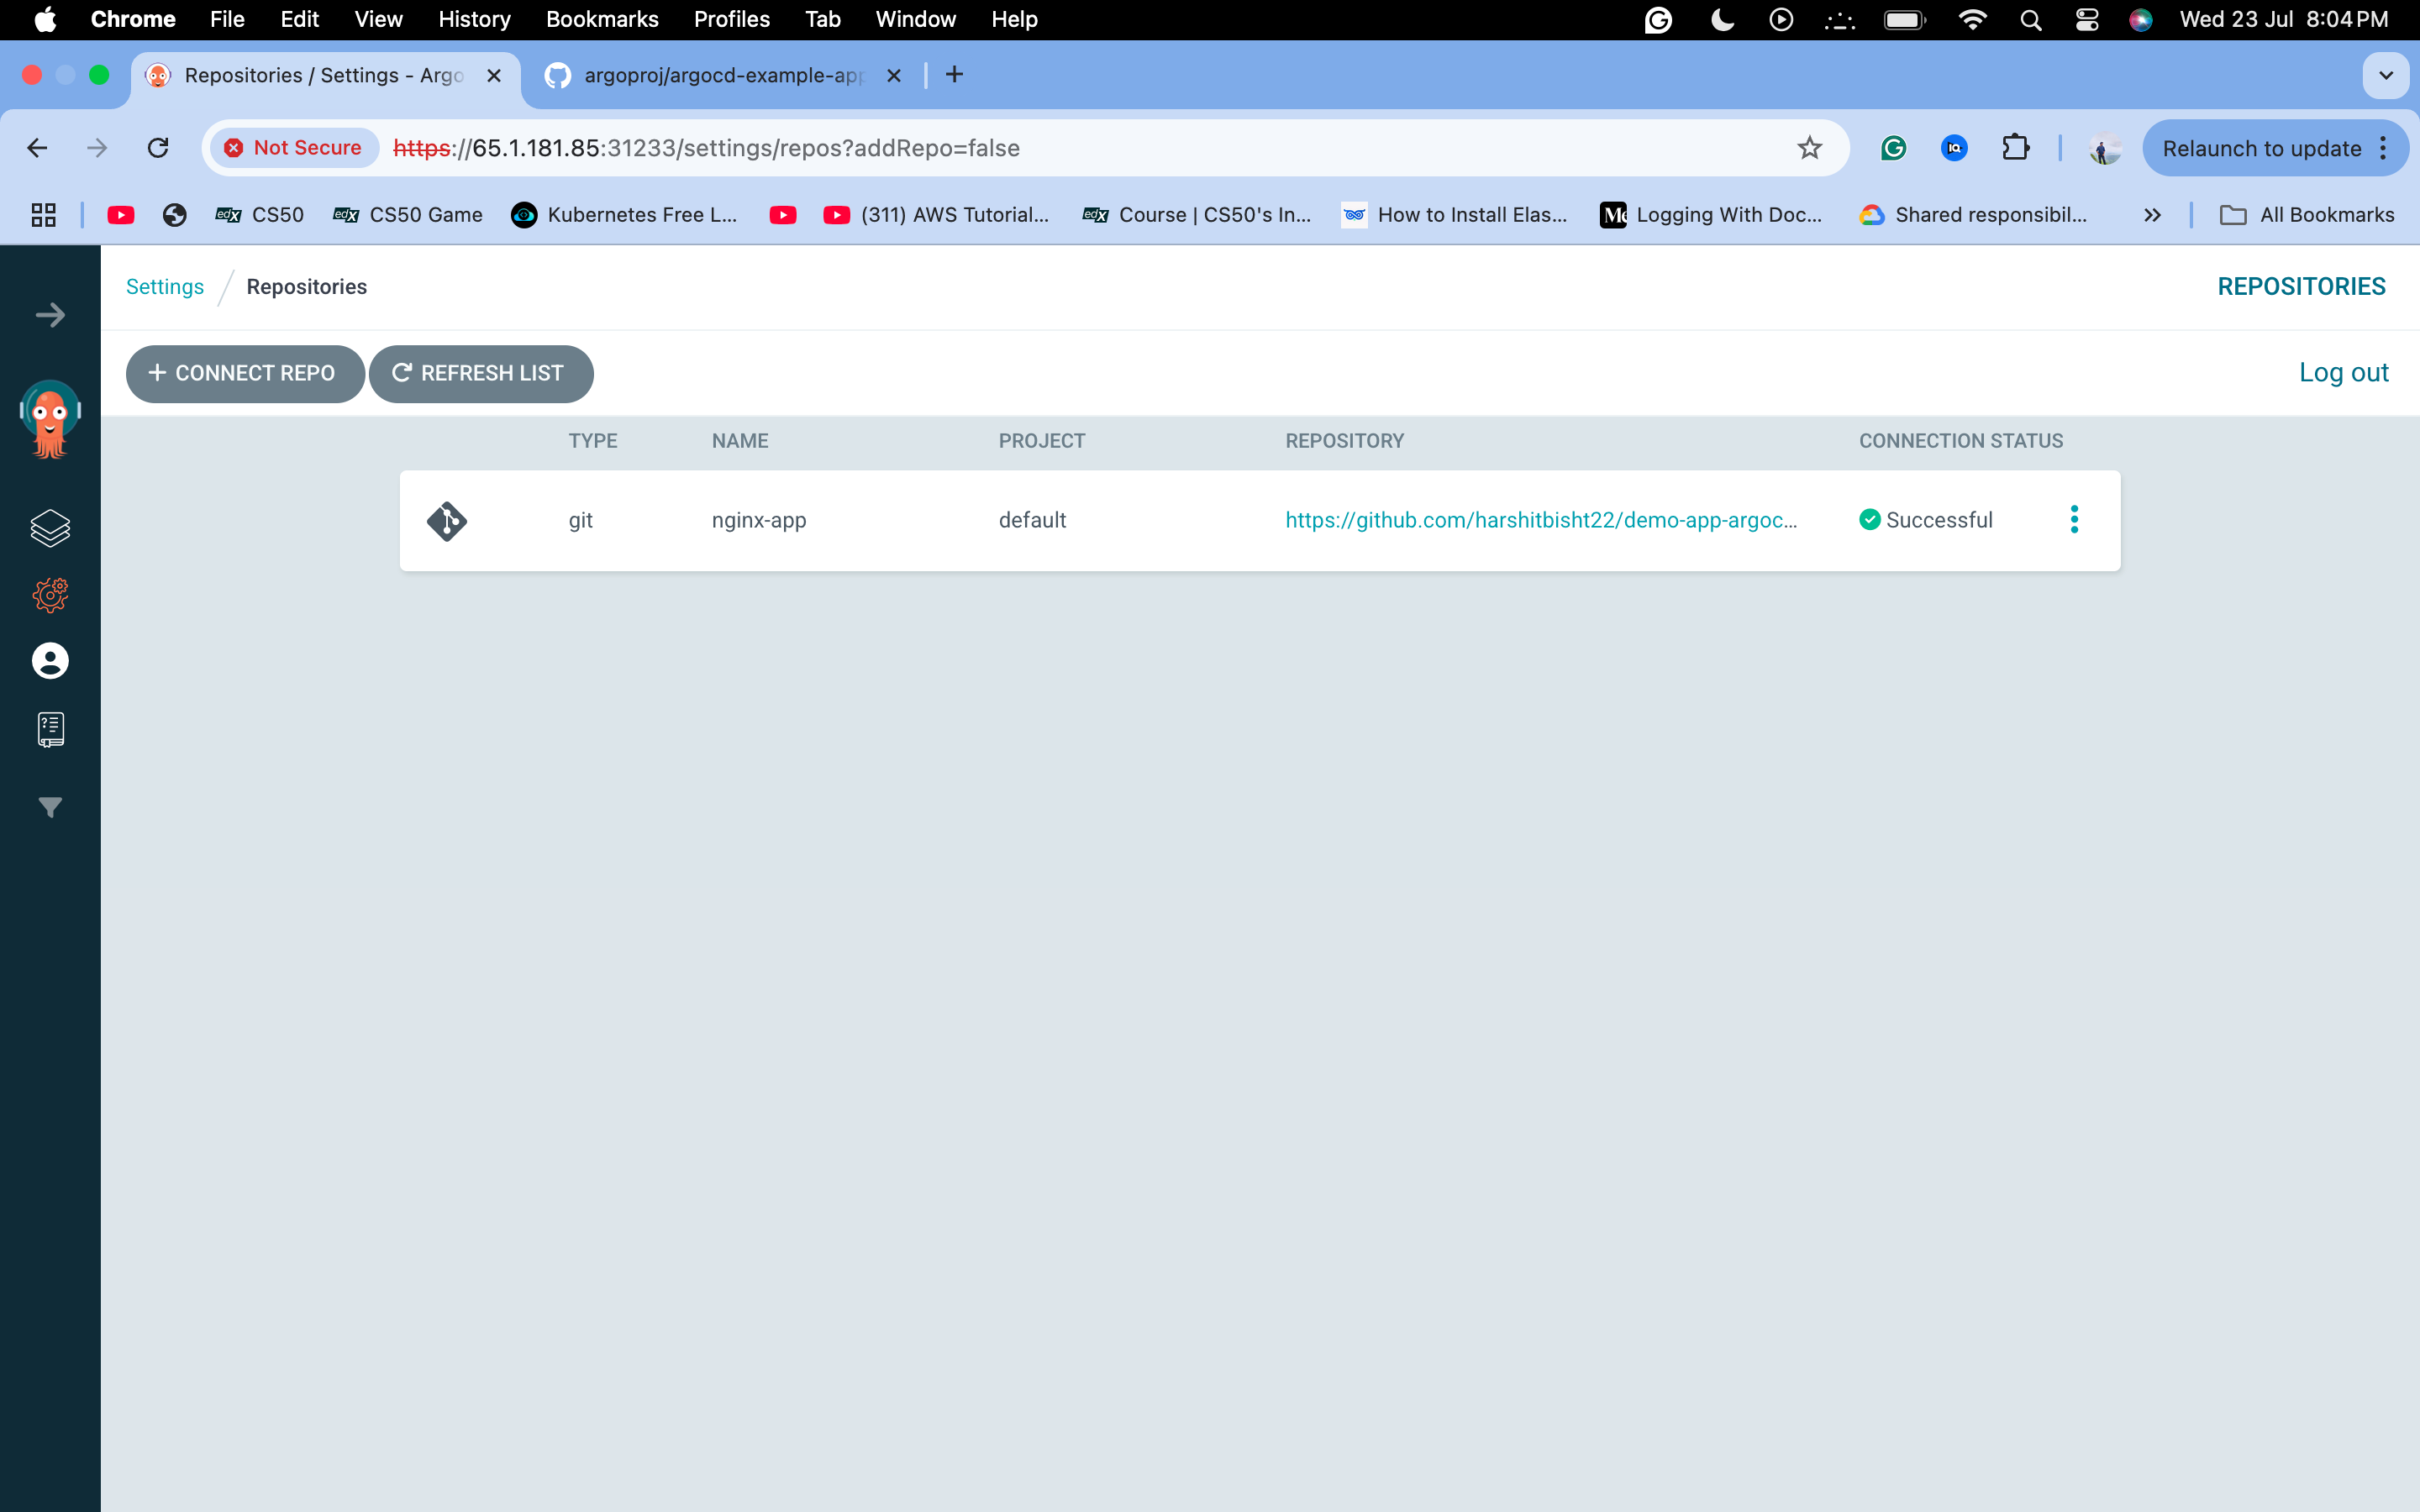 Chrome File Edit View History Bookmarks Profiles Tab Window Help Wed 23 Jul 8:04 PM
Repositories / Settings - Argo argoproj/argocd-example-app
Not Secure https://65.1.181.85:31233/settings/repos?addRepo=false Relaunch to update
edX CS50 edX CS50 Game Kubernetes Free L... (311) AWS Tutorial... edX Course | CS50's In... How to Install Elas... Logging With Doc... Shared responsibil... » All Bookmarks
Settings / Repositories REPOSITORIES
+ CONNECT REPO REFRESH LIST Log out
TYPE NAME PROJECT REPOSITORY CONNECTION STATUS
git nginx-app default https://github.com/harshitbisht22/demo-app-argoc... Successful